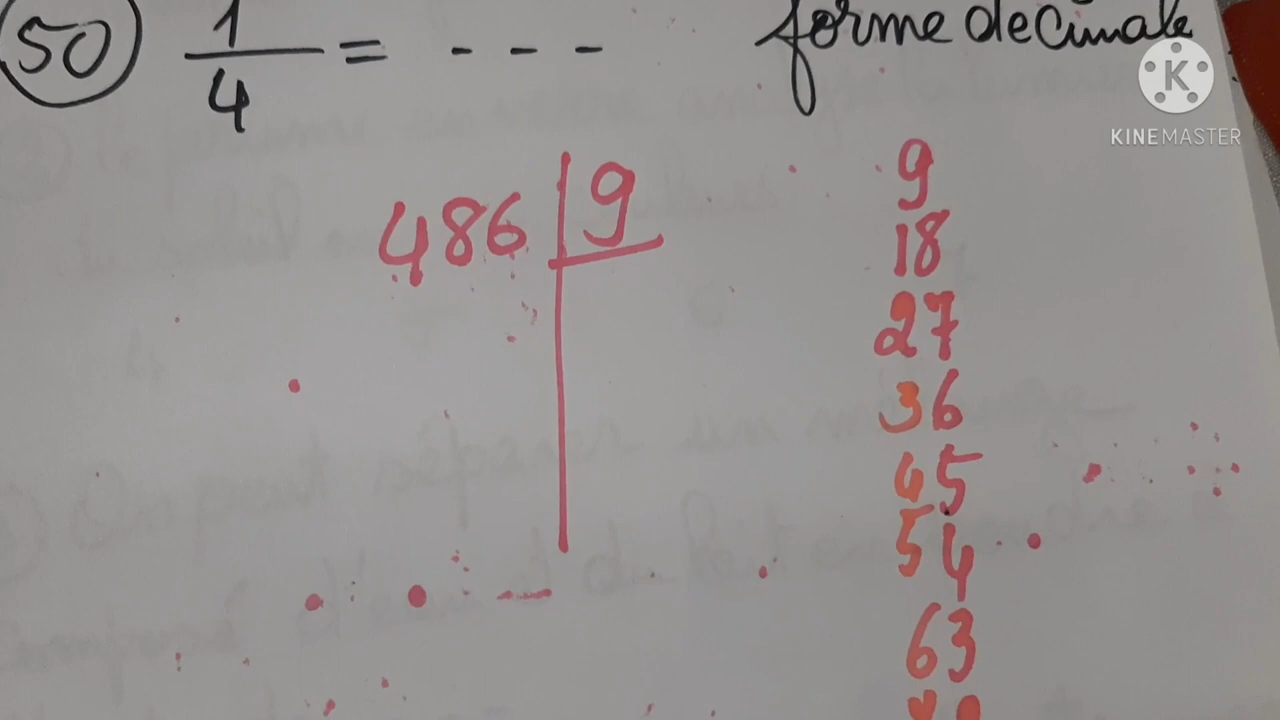 50 1/4 = - - - forme decimale
K
KINEMASTER
486 9
9
18
27
36
45
54
63